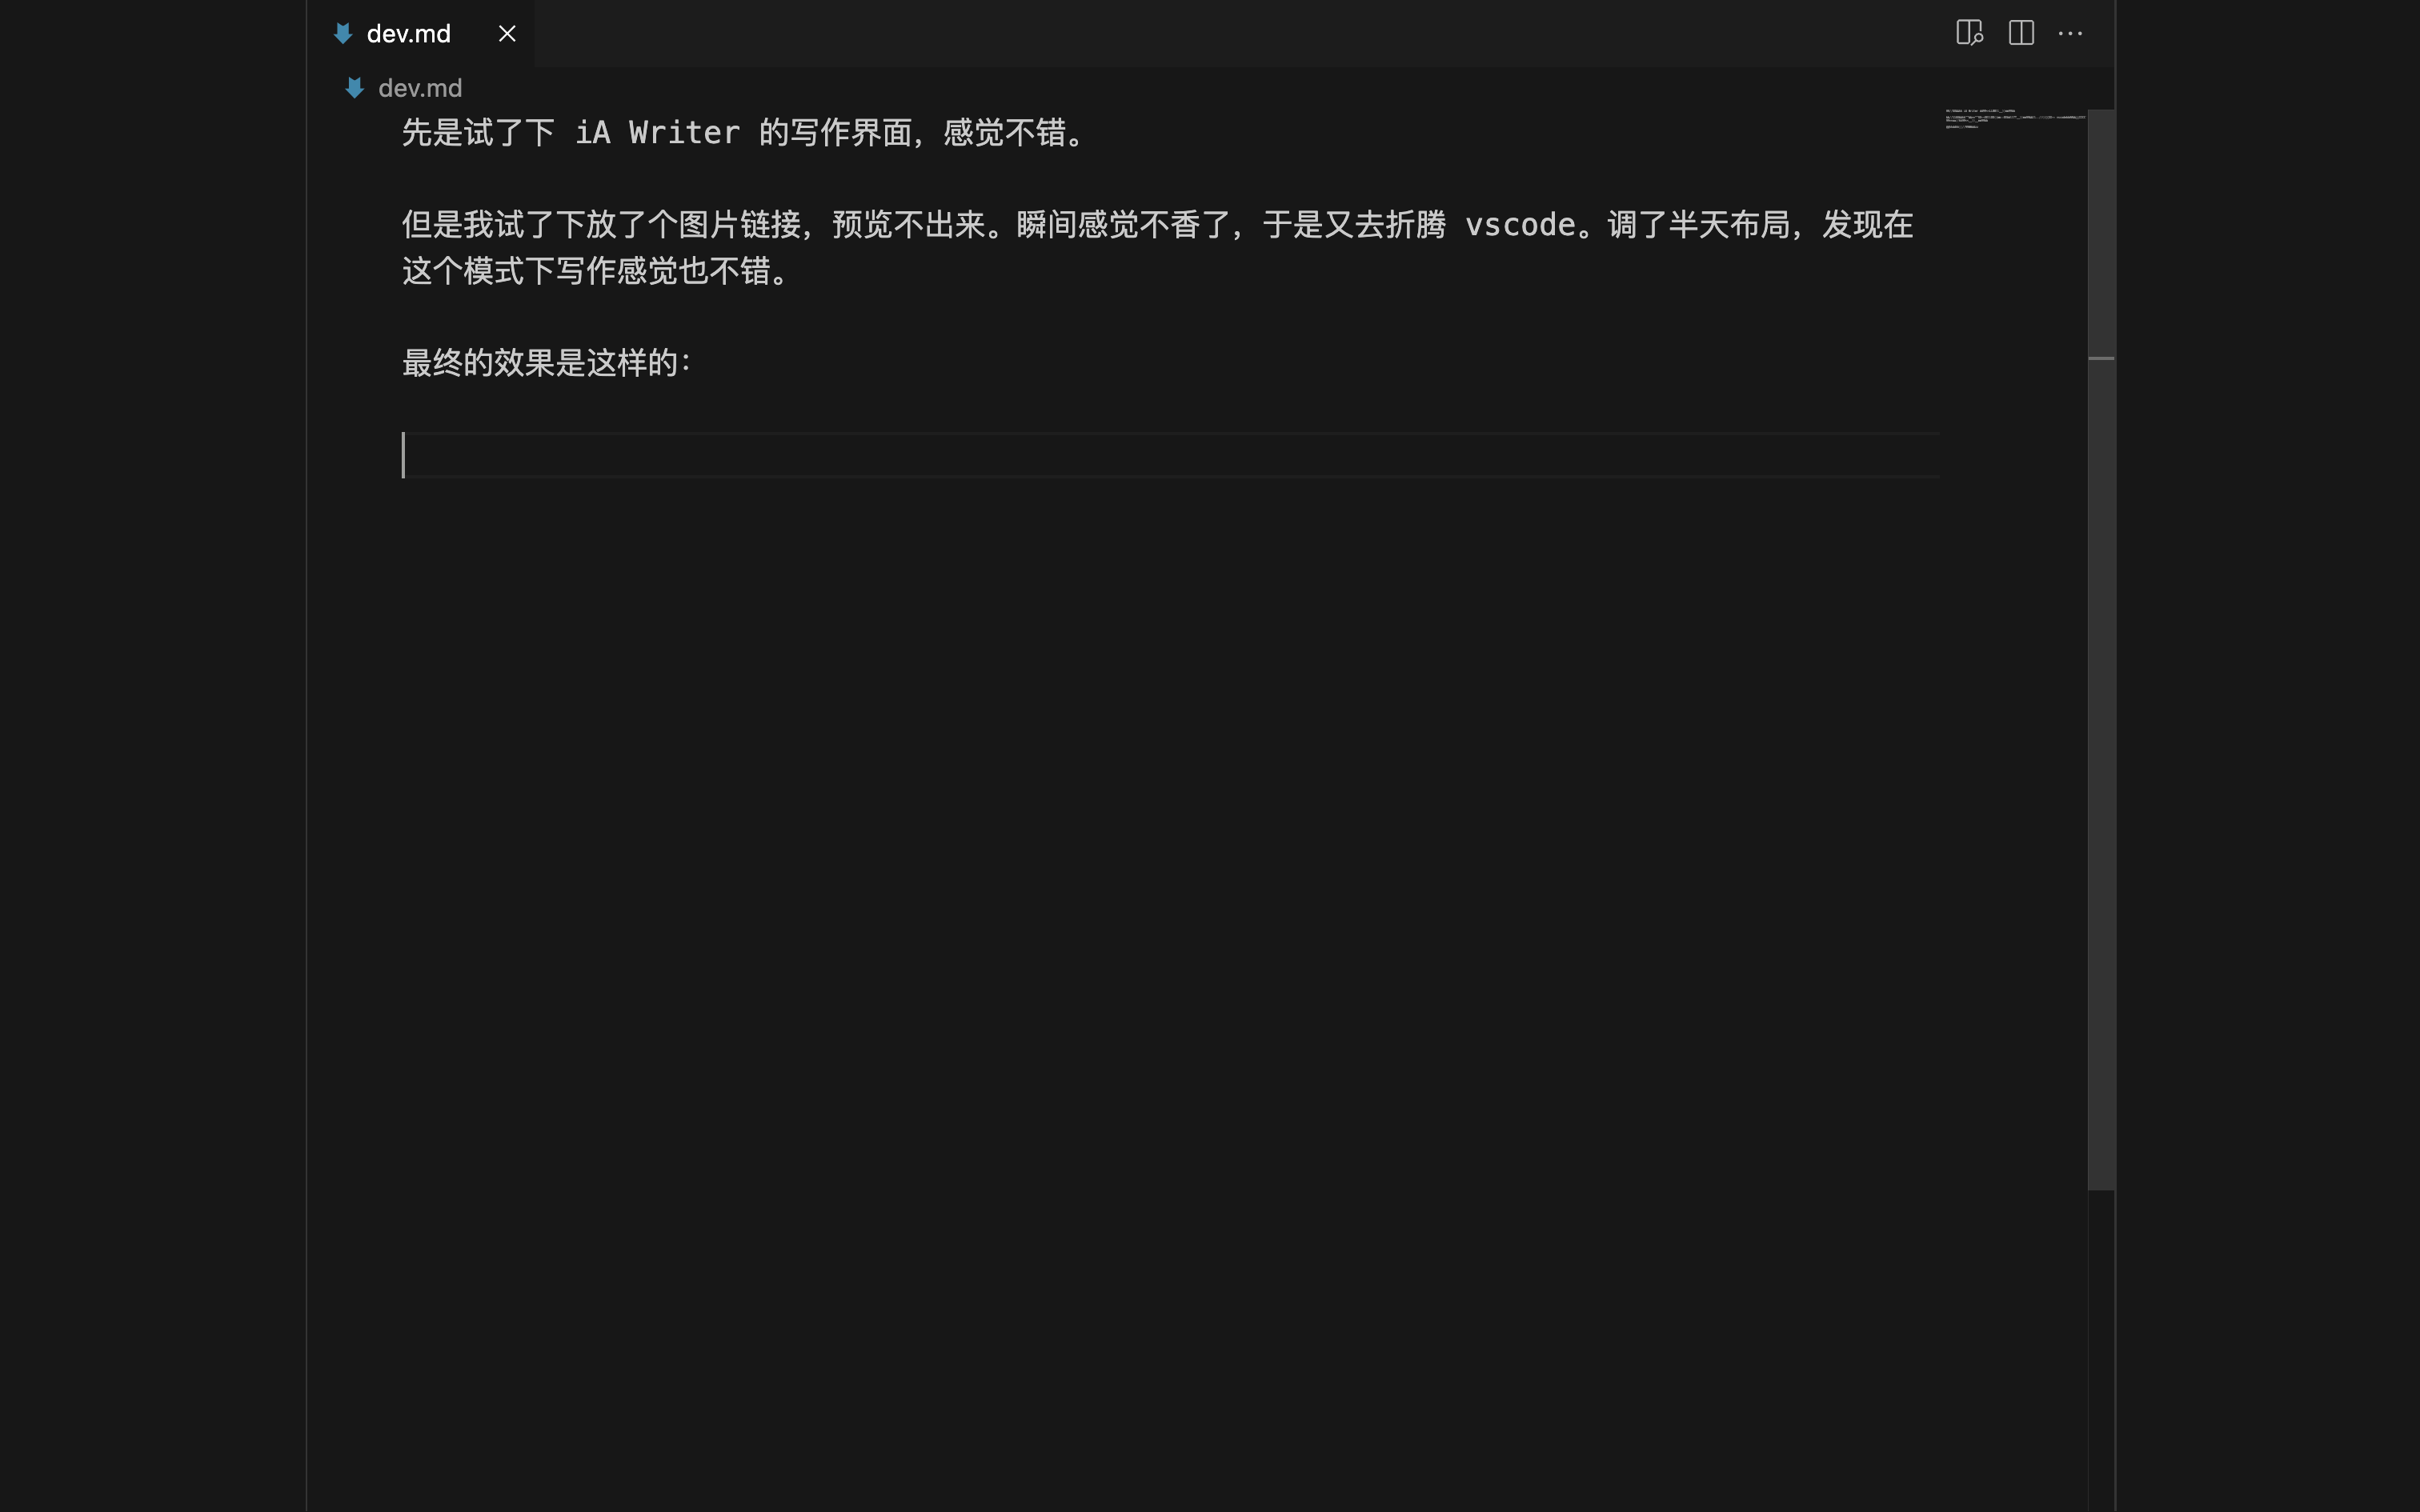 dev.md
dev.md
先是试了下 iA Writer 的写作界面，感觉不错。
但是我试了下放了个图片链接，预览不出来。瞬间感觉不香了，于是又去折腾 vscode。调了半天布局，发现在
这个模式下写作感觉也不错。
最终的效果是这样的：